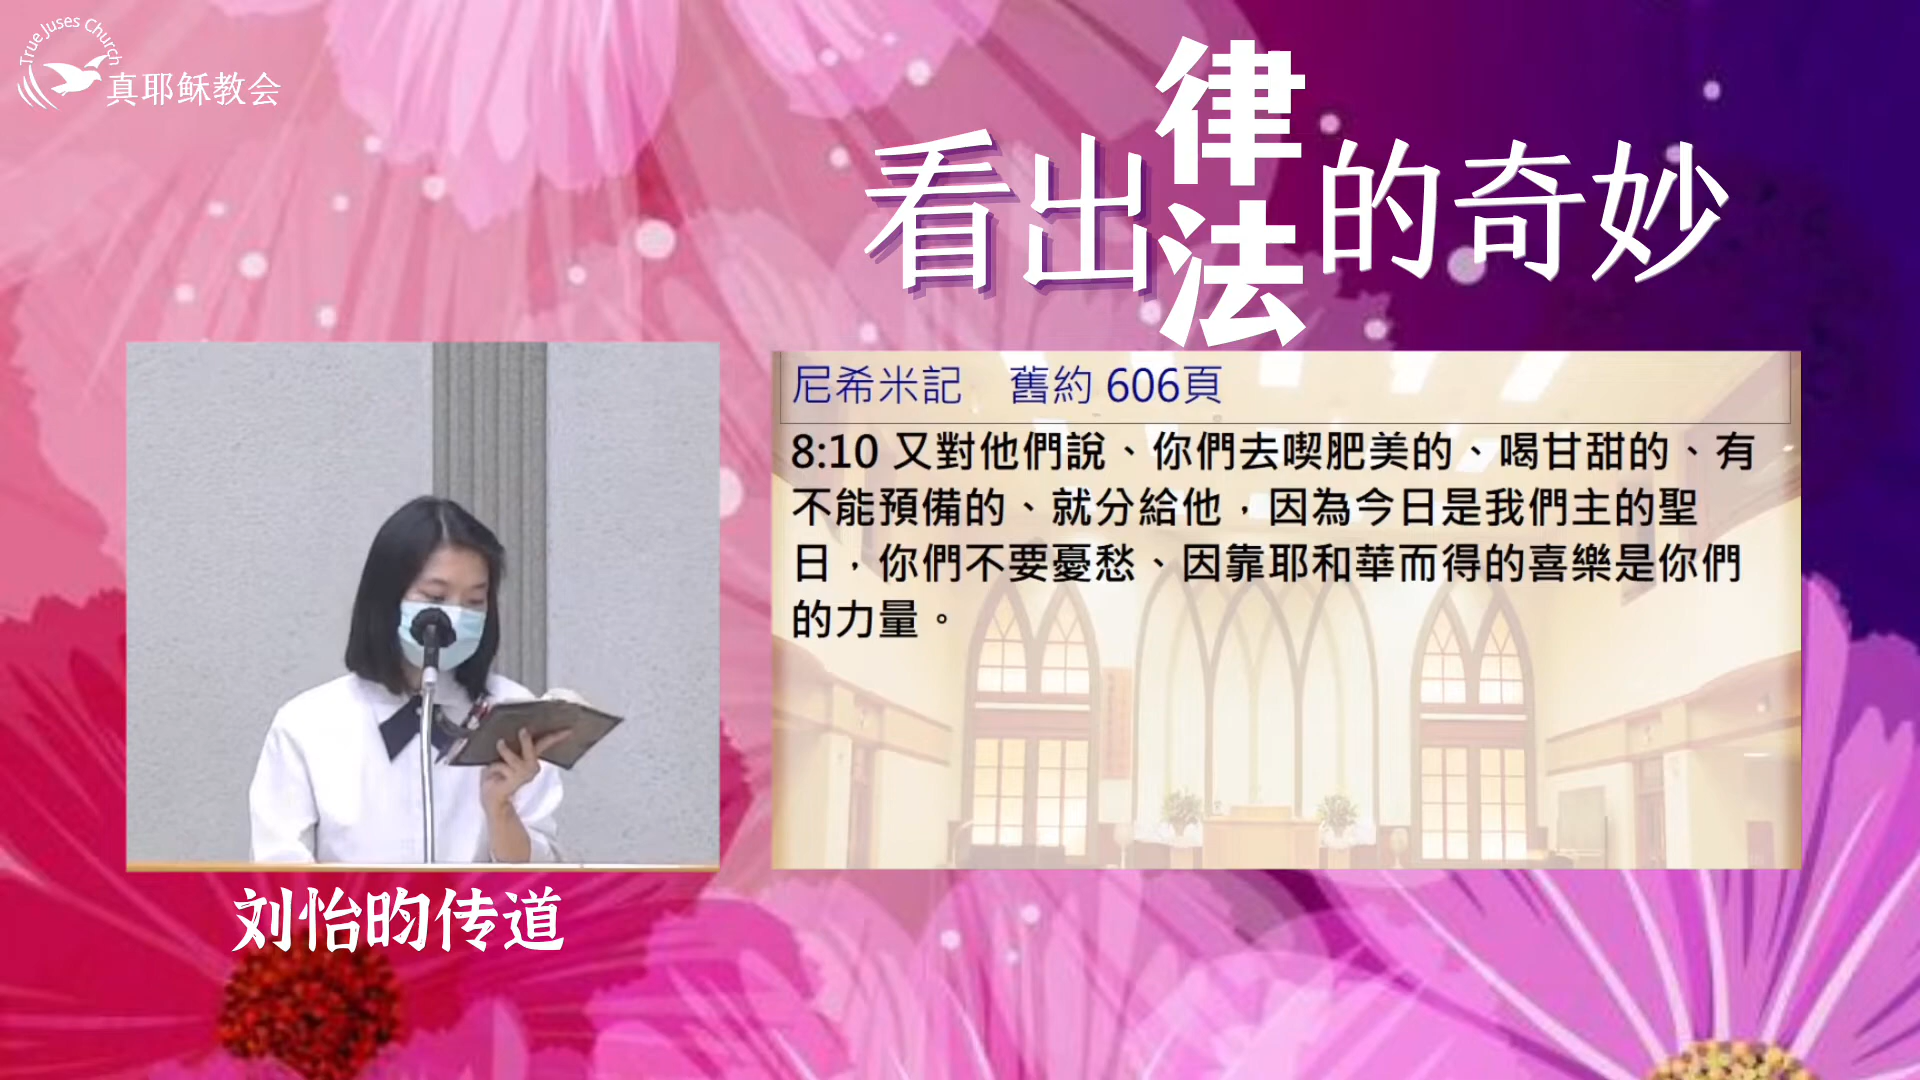 True Juses Church
真耶稣教会
看出律法的奇妙
尼希米記 舊約 606頁
8:10 又對他們說、你們去喫肥美的、喝甘甜的、有
不能預備的、就分給他，因為今日是我們主的聖
日，你們不要憂愁、因靠耶和華而得的喜樂是你們
的力量。
刘怡昀传道